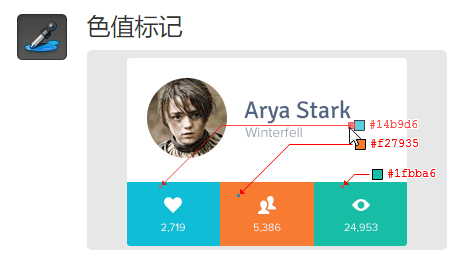 色值标记
Arya Stark
Winterfell
#14b9d6
#f27935
#1fbba6
2,719
5,386
24,953